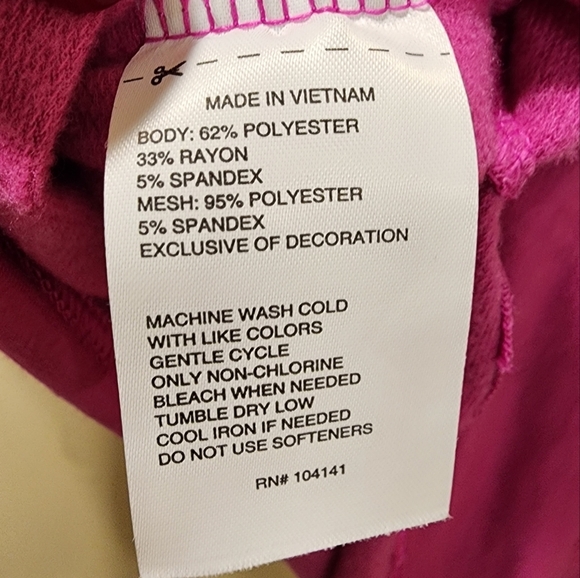 MADE IN VIETNAM
BODY: 62% POLYESTER
33% RAYON
5% SPANDEX
MESH: 95% POLYESTER
5% SPANDEX
EXCLUSIVE OF DECORATION
MACHINE WASH COLD
WITH LIKE COLORS
GENTLE CYCLE
ONLY NON-CHLORINE
BLEACH WHEN NEEDED
TUMBLE DRY LOW
COOL IRON IF NEEDED
DO NOT USE SOFTENERS
RN# 104141